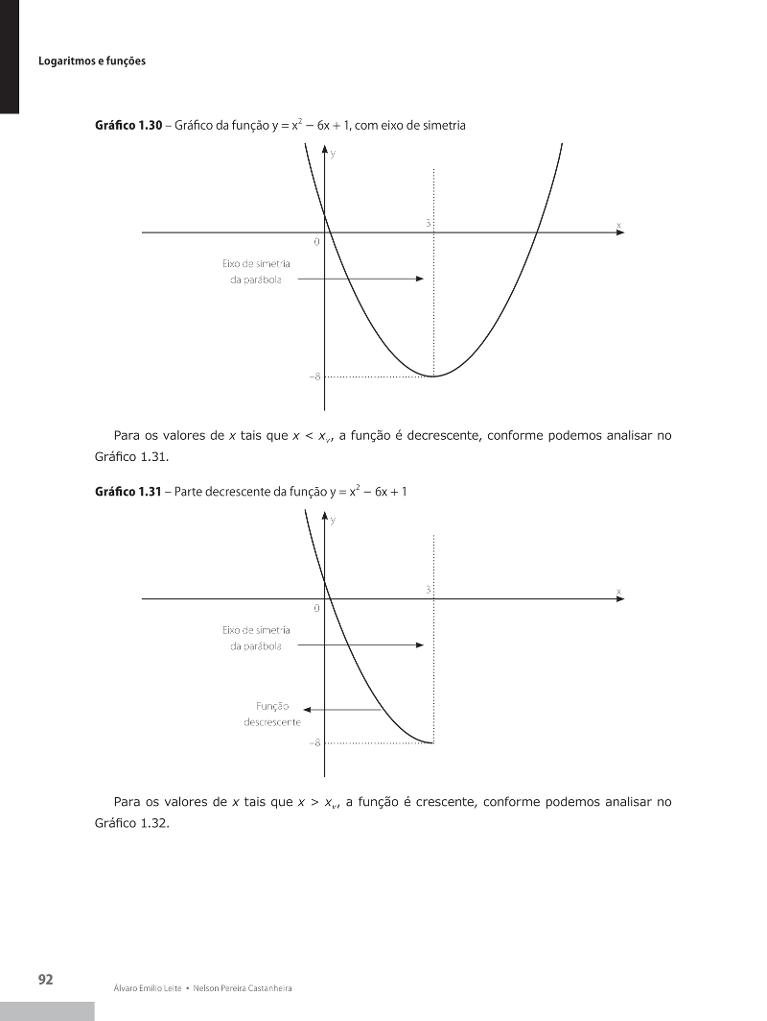 Logaritmos e funções
Gráfico 1.30 – Gráfico da função y = x² − 6x + 1, com eixo de simetria
y
3
x
0
Eixo de simetria
da parábola
–8
Para os valores de x tais que x < xᵥ, a função é decrescente, conforme podemos analisar no
Gráfico 1.31.
Gráfico 1.31 – Parte decrescente da função y = x² − 6x + 1
y
3
x
0
Eixo de simetria
da parábola
Função
descrescente
–8
Para os valores de x tais que x > xᵥ, a função é crescente, conforme podemos analisar no
Gráfico 1.32.
92
Álvaro Emílio Leite • Nelson Pereira Castanheira